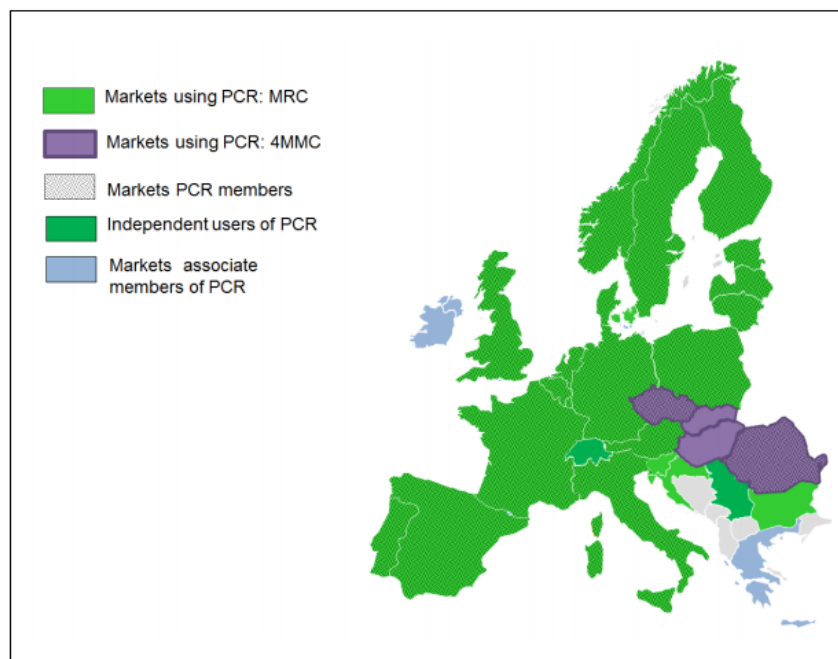 Markets using PCR: MRC
Markets using PCR: 4MMC
Markets PCR members
Independent users of PCR
Markets associate
members of PCR